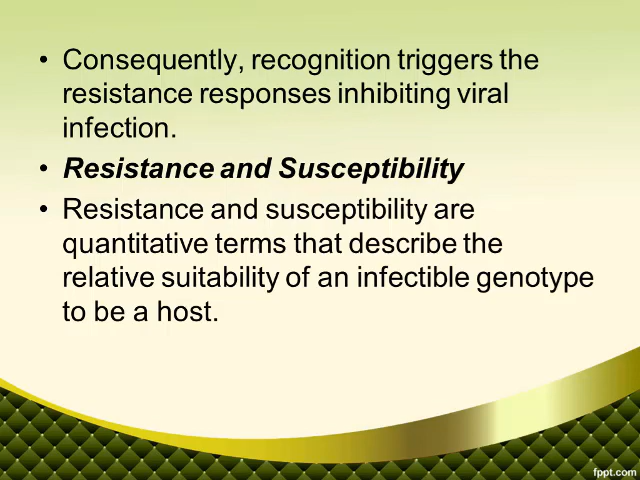 • Consequently, recognition triggers the
resistance responses inhibiting viral
infection.
• Resistance and Susceptibility
• Resistance and susceptibility are
quantitative terms that describe the
relative suitability of an infectible genotype
to be a host.
fppt.com